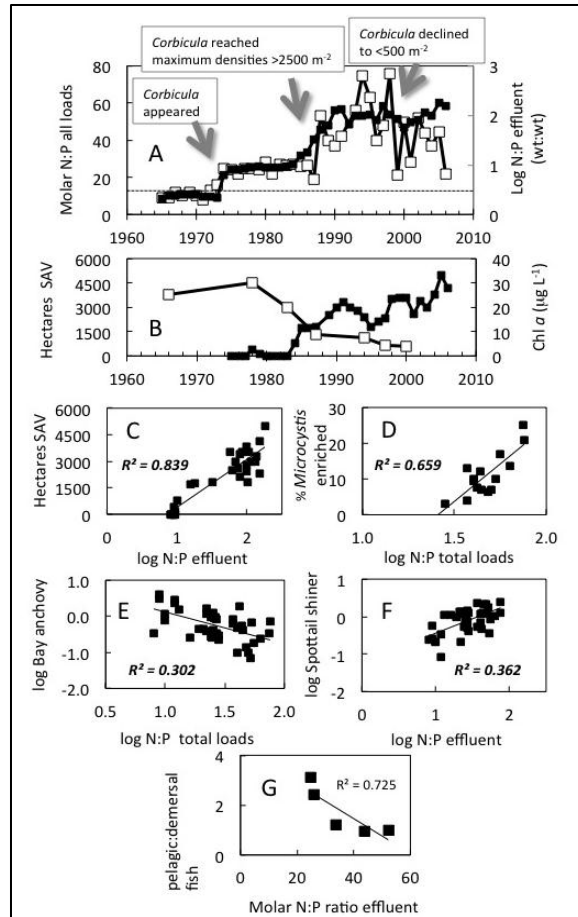 Corbicula reached
maximum densities >2500 m-2
Corbicula declined
to <500 m-2
Corbicula
appeared
Molar N:P all loads
80
60
40
20
0
A
3
2
1
0
Log N:P effluent
(wt:wt)
1960 1970 1980 1990 2000 2010
Hectares SAV
6000
4500
3000
1500
0
B
40
30
20
10
0
Chl a (µg L-1)
1960 1970 1980 1990 2000 2010
Hectares SAV
6000
4500
3000
1500
0
C
R² = 0.839
0 1 2
log N:P effluent
% Microcystis
enriched
30
20
10
0
D
R² = 0.659
1.0 1.5 2.0
log N:P total loads
log Bay anchovy
1.0
0.0
-1.0
-2.0
E
R² = 0.302
0.5 1.0 1.5 2.0
log N:P total loads
log Spottail shiner
1
0
-1
-2
F
R² = 0.362
0 1 2
log N:P effluent
pelagic:demersal
fish
4
2
0
G
R² = 0.725
0 20 40 60
Molar N:P ratio effluent